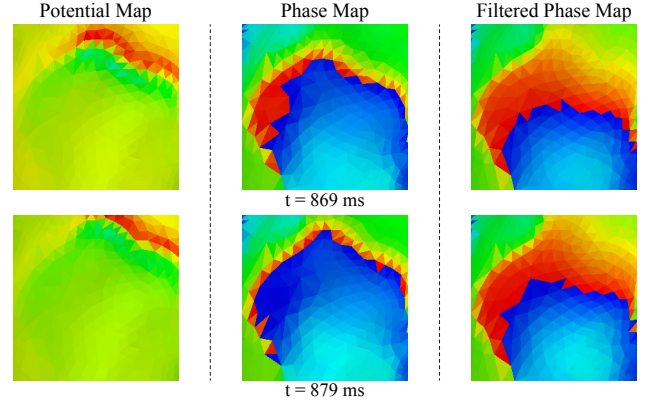 Potential Map
Phase Map
Filtered Phase Map
t = 869 ms
t = 879 ms